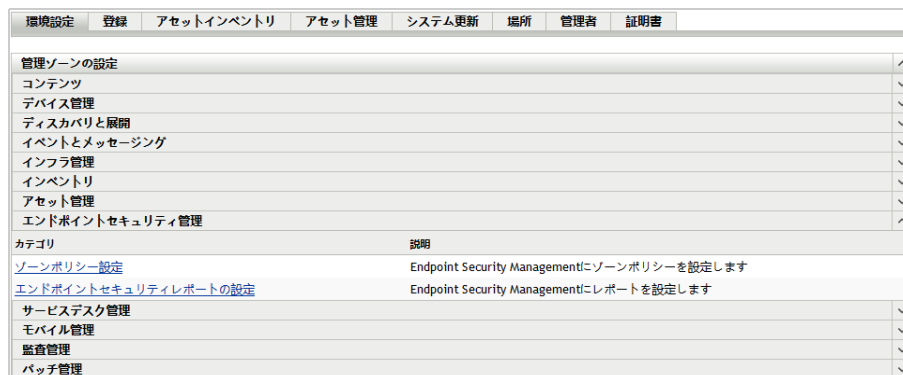 環境設定 登録 アセットインベントリ アセット管理 システム更新 場所 管理者 証明書
管理ゾーンの設定
コンテンツ
デバイス管理
ディスカバリと展開
イベントとメッセージング
インフラ管理
インベントリ
アセット管理
エンドポイントセキュリティ管理
カテゴリ 説明
ゾーンポリシー設定 Endpoint Security Managementにゾーンポリシーを設定します
エンドポイントセキュリティレポートの設定 Endpoint Security Managementにレポートを設定します
サービスデスク管理
モバイル管理
監査管理
パッチ管理